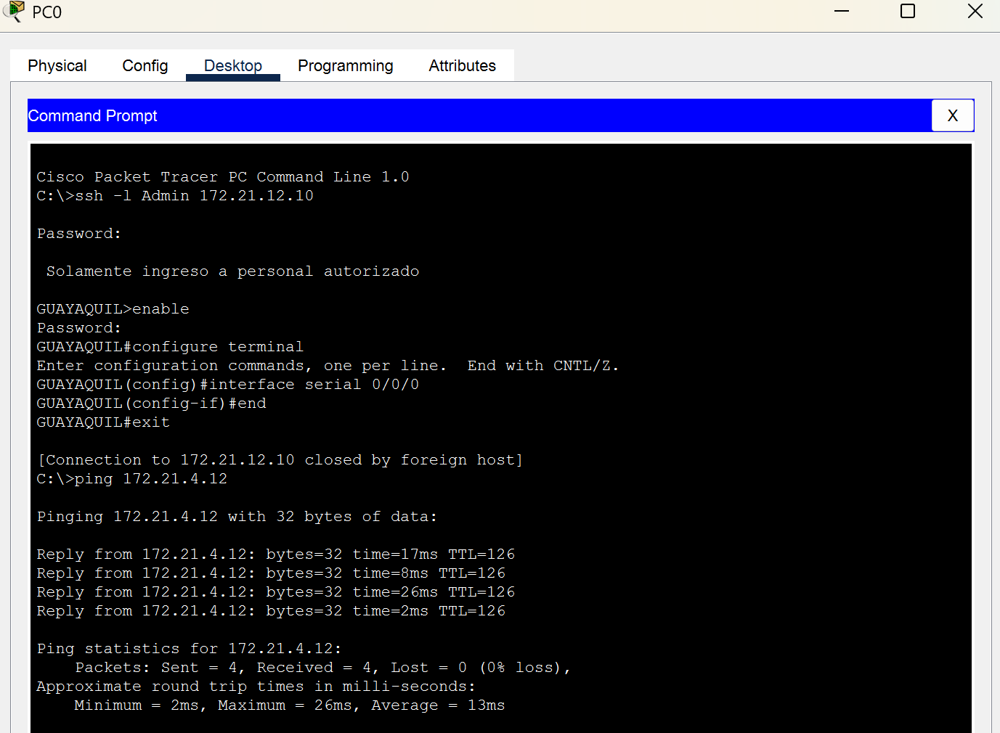 PC0
Physical Config Desktop Programming Attributes
Command Prompt X
Cisco Packet Tracer PC Command Line 1.0
C:\>ssh -l Admin 172.21.12.10
Password:
Solamente ingreso a personal autorizado
GUAYAQUIL>enable
Password:
GUAYAQUIL#configure terminal
Enter configuration commands, one per line.  End with CNTL/Z.
GUAYAQUIL(config)#interface serial 0/0/0
GUAYAQUIL(config-if)#end
GUAYAQUIL#exit
[Connection to 172.21.12.10 closed by foreign host]
C:\>ping 172.21.4.12
Pinging 172.21.4.12 with 32 bytes of data:
Reply from 172.21.4.12: bytes=32 time=17ms TTL=126
Reply from 172.21.4.12: bytes=32 time=8ms TTL=126
Reply from 172.21.4.12: bytes=32 time=26ms TTL=126
Reply from 172.21.4.12: bytes=32 time=2ms TTL=126
Ping statistics for 172.21.4.12:
Packets: Sent = 4, Received = 4, Lost = 0 (0% loss),
Approximate round trip times in milli-seconds:
Minimum = 2ms, Maximum = 26ms, Average = 13ms